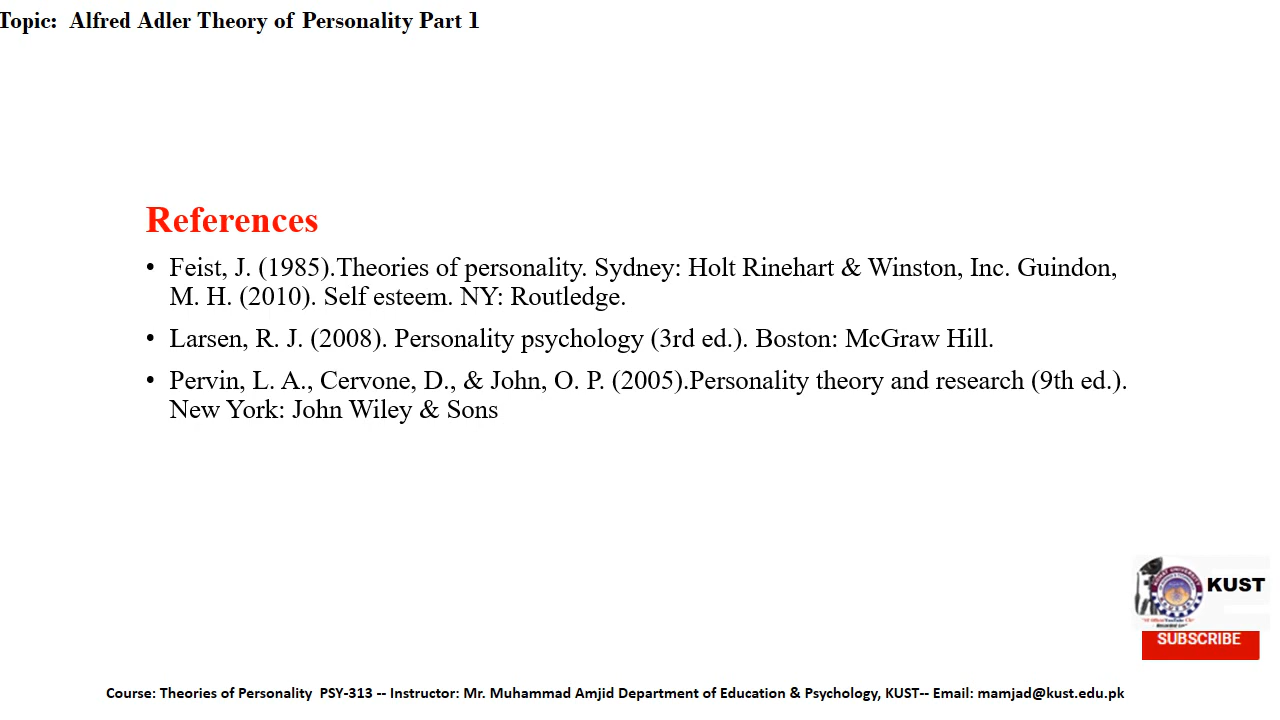 Topic: Alfred Adler Theory of Personality Part 1
References
• Feist, J. (1985).Theories of personality. Sydney: Holt Rinehart & Winston, Inc. Guindon,
M. H. (2010). Self esteem. NY: Routledge.
• Larsen, R. J. (2008). Personality psychology (3rd ed.). Boston: McGraw Hill.
• Pervin, L. A., Cervone, D., & John, O. P. (2005).Personality theory and research (9th ed.).
New York: John Wiley & Sons
KUST
SUBSCRIBE
Course: Theories of Personality PSY-313 -- Instructor: Mr. Muhammad Amjid Department of Education & Psychology, KUST-- Email: mamjad@kust.edu.pk